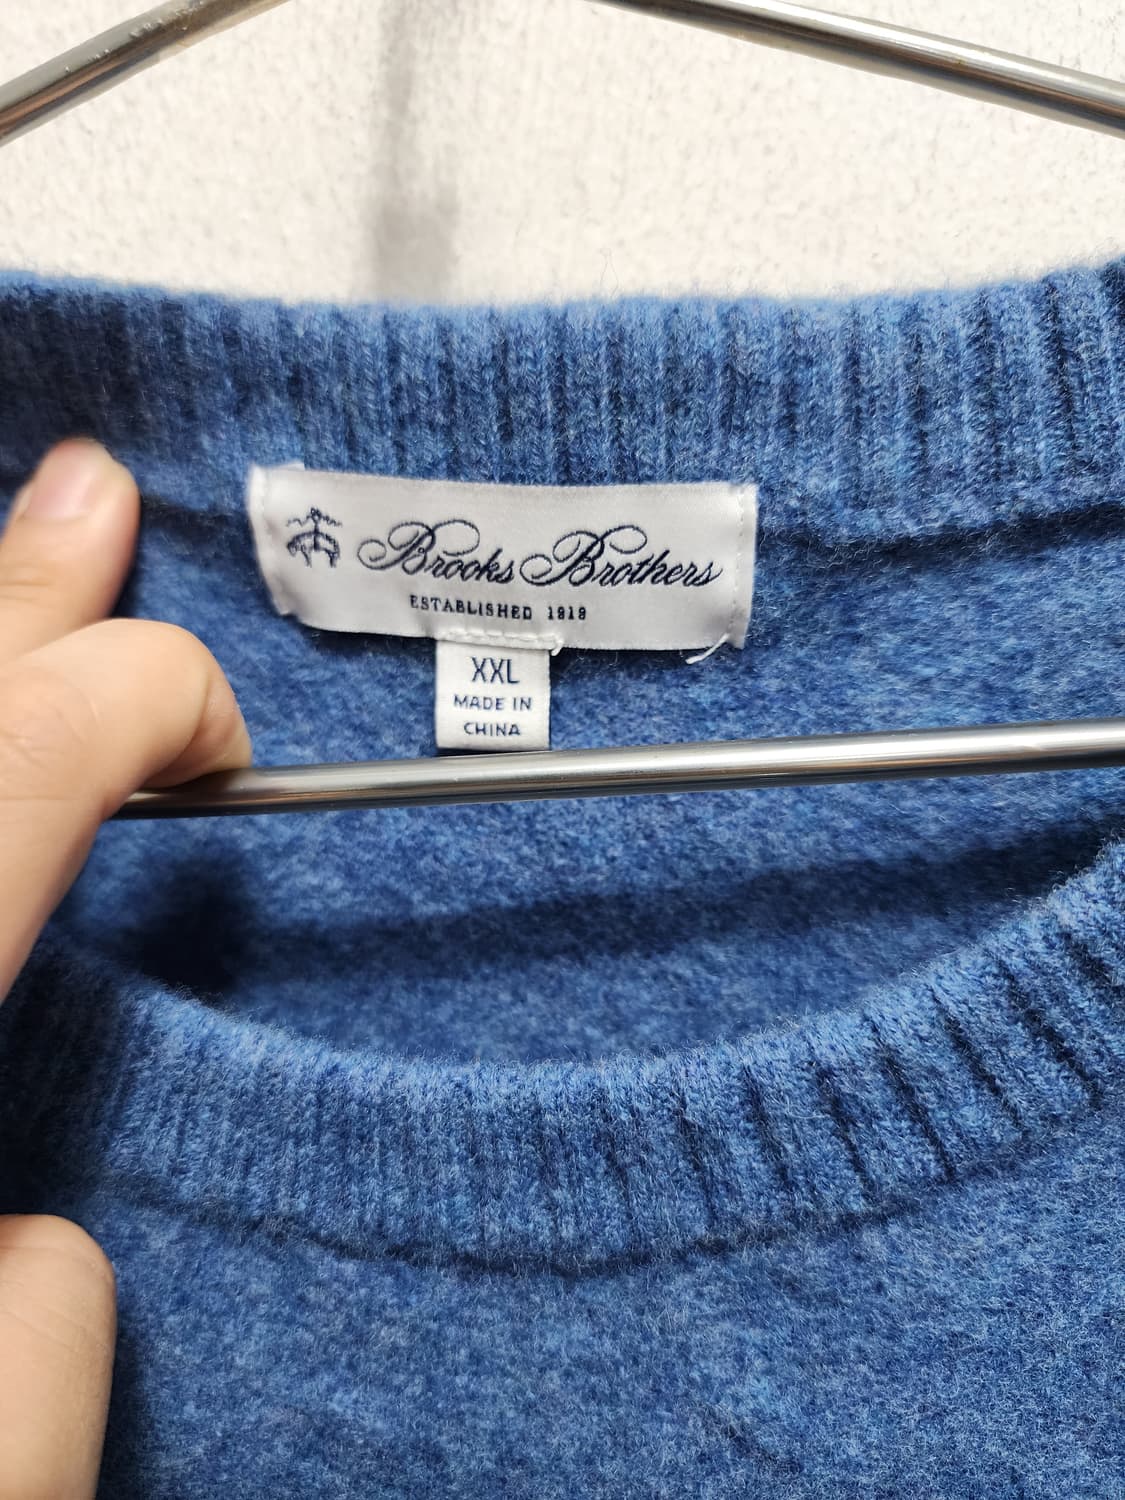 Brooks Brothers
ESTABLISHED 1818
XXL
MADE IN
CHINA